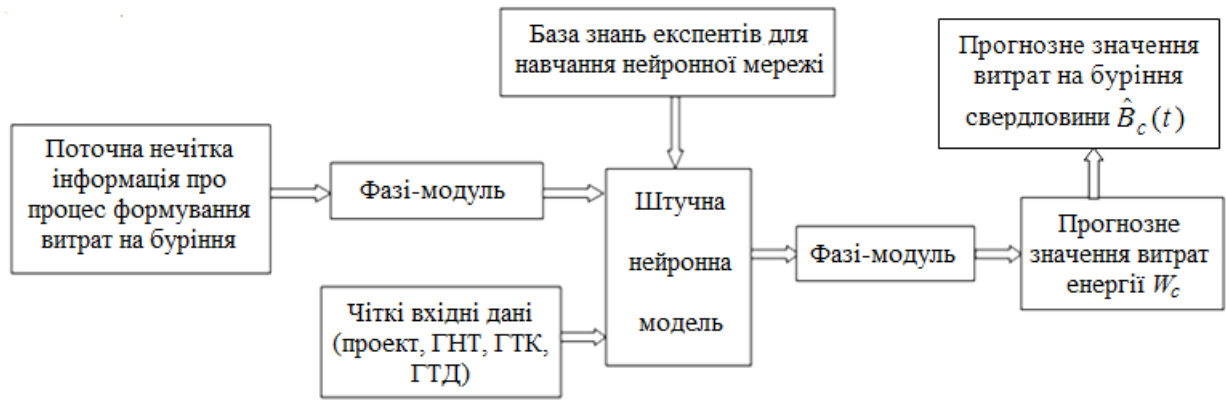 База знань експентів для
навчання нейронної мережі
Прогнозне значення
витрат на буріння
свердловини B̂c(t)
Поточна нечітка
інформація про
процес формування
витрат на буріння
Фазі-модуль
Штучна
нейронна
модель
Фазі-модуль
Прогнозне
значення витрат
енергії Wc
Чіткі вхідні дані
(проект, ГНТ, ГТК,
ГТД)